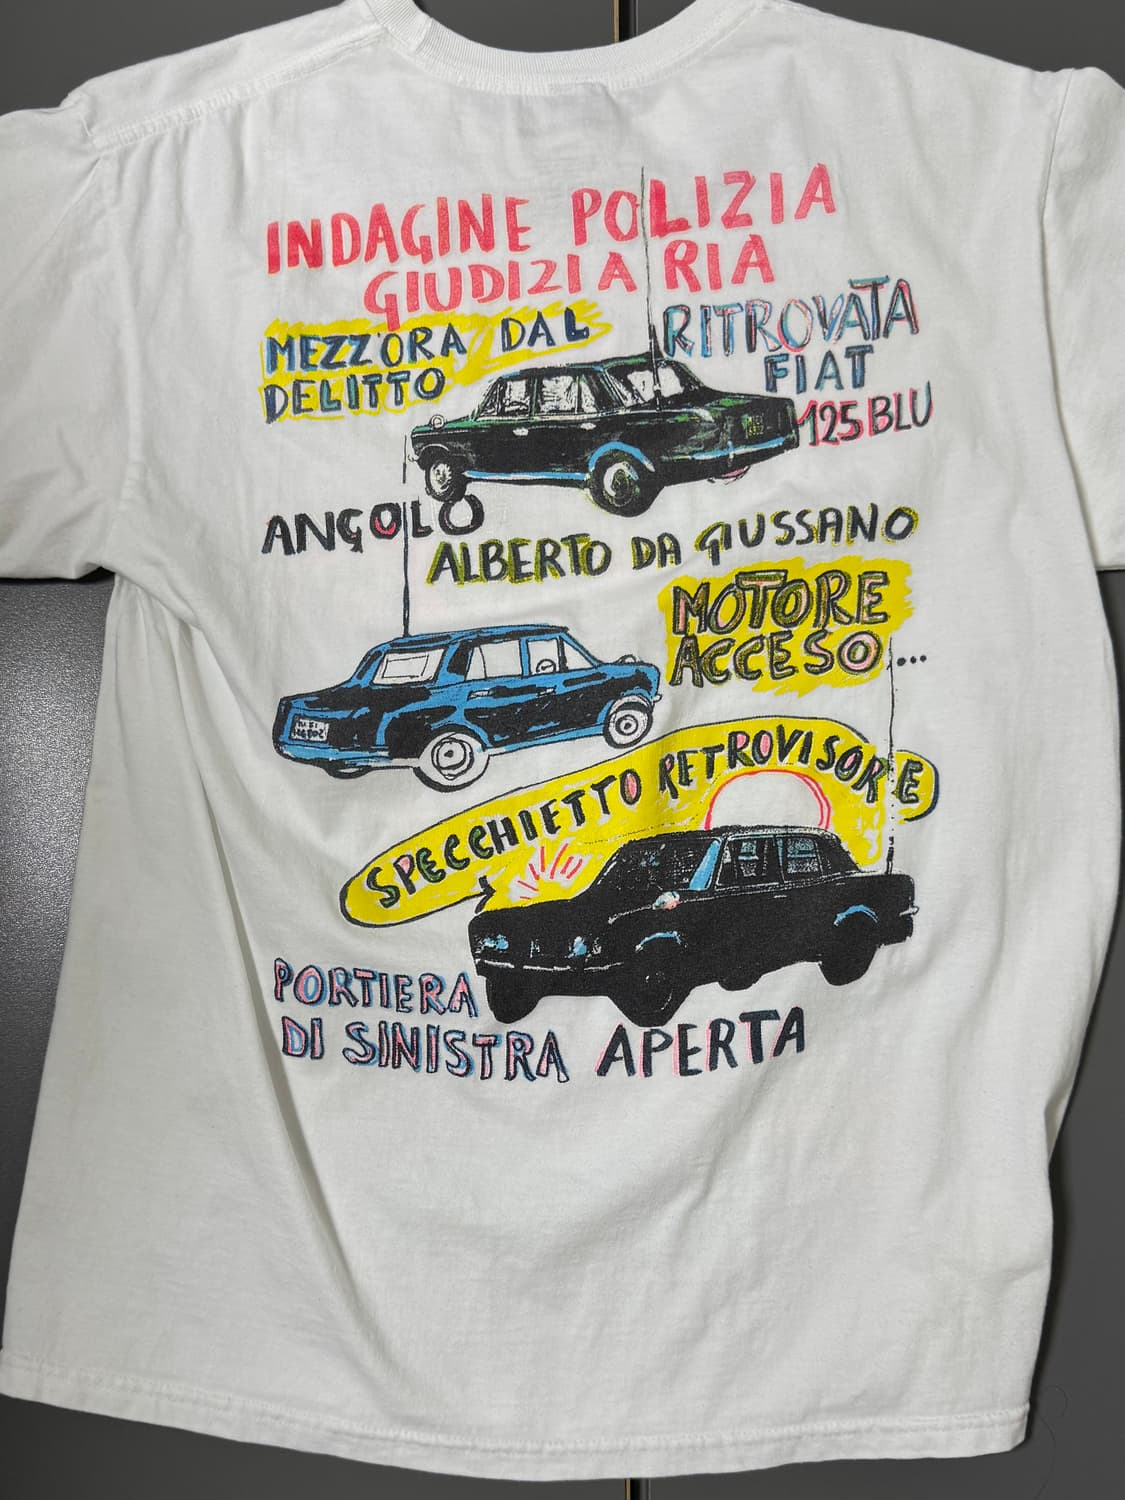 INDAGINE POLIZIA
GIUDIZIARIA
MEZZ'ORA DAL
DELITTO
RITROVATA
FIAT
125 BLU
ANGOLO
ALBERTO DA GIUSSANO
MOTORE
ACCESO...
SPECCHIETTO RETROVISORE
PORTIERA
DI SINISTRA APERTA